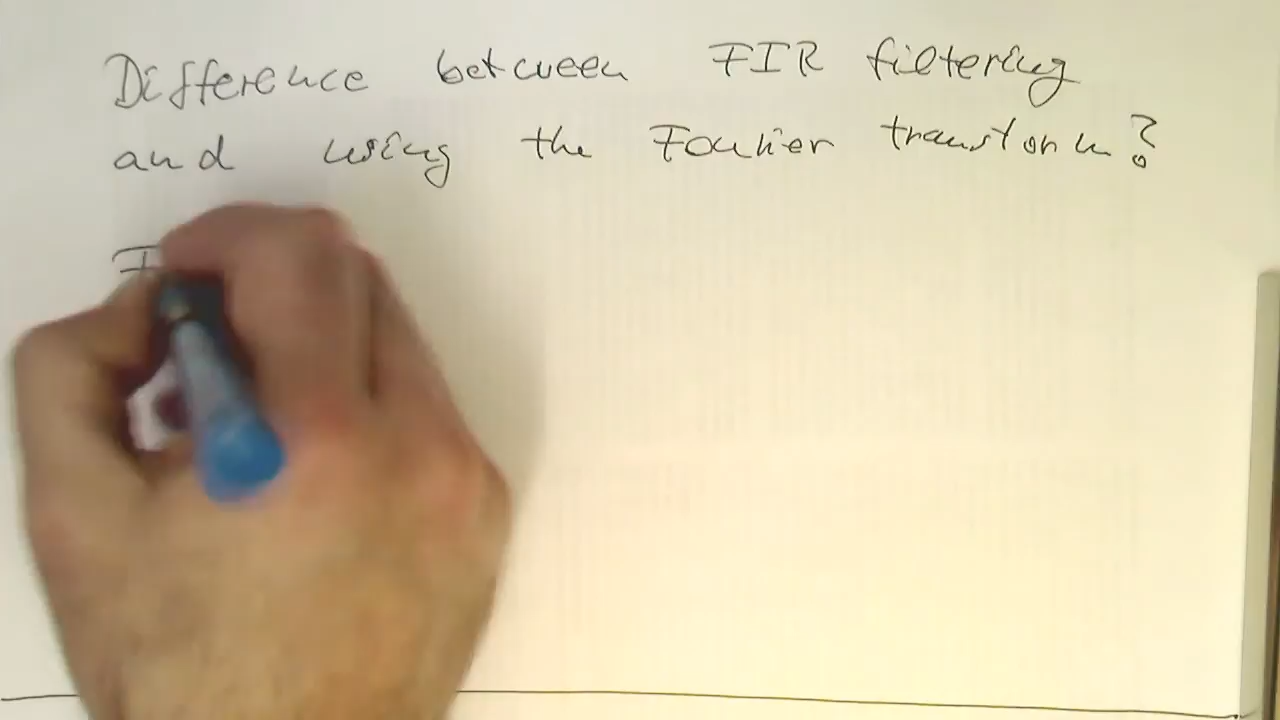 Difference between FIR filtering
and using the Fourier transform?
F